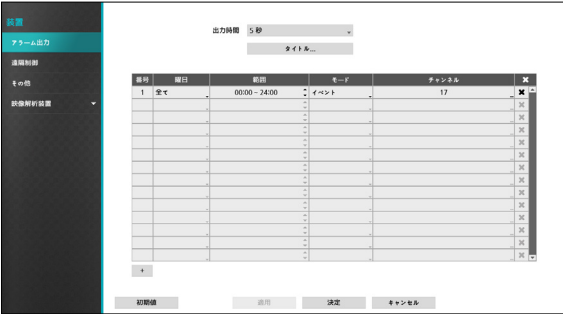 装置
アラーム出力
遠隔制御
その他
映像解析装置
出力時間 5 秒
タイトル...
番号 曜日 範囲 モード チャンネル
1 全て 00:00 – 24:00 イベント 17
+
初期値 適用 決定 キャンセル